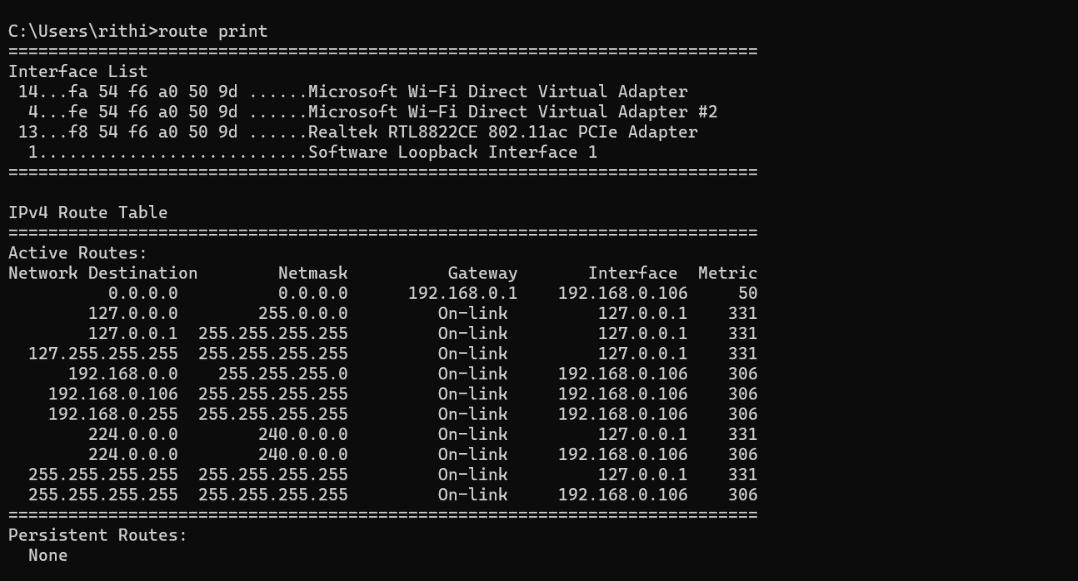 C:\Users\rithi>route print
===========================================================================
Interface List
 14...fa 54 f6 a0 50 9d ......Microsoft Wi-Fi Direct Virtual Adapter
  4...fe 54 f6 a0 50 9d ......Microsoft Wi-Fi Direct Virtual Adapter #2
 13...f8 54 f6 a0 50 9d ......Realtek RTL8822CE 802.11ac PCIe Adapter
  1...........................Software Loopback Interface 1
===========================================================================
IPv4 Route Table
===========================================================================
Active Routes:
Network Destination        Netmask          Gateway       Interface  Metric
          0.0.0.0          0.0.0.0      192.168.0.1    192.168.0.106     50
        127.0.0.0        255.0.0.0         On-link         127.0.0.1    331
        127.0.0.1  255.255.255.255         On-link         127.0.0.1    331
  127.255.255.255  255.255.255.255         On-link         127.0.0.1    331
      192.168.0.0    255.255.255.0         On-link     192.168.0.106    306
    192.168.0.106  255.255.255.255         On-link     192.168.0.106    306
    192.168.0.255  255.255.255.255         On-link     192.168.0.106    306
        224.0.0.0        240.0.0.0         On-link         127.0.0.1    331
        224.0.0.0        240.0.0.0         On-link     192.168.0.106    306
  255.255.255.255  255.255.255.255         On-link         127.0.0.1    331
  255.255.255.255  255.255.255.255         On-link     192.168.0.106    306
===========================================================================
Persistent Routes:
  None